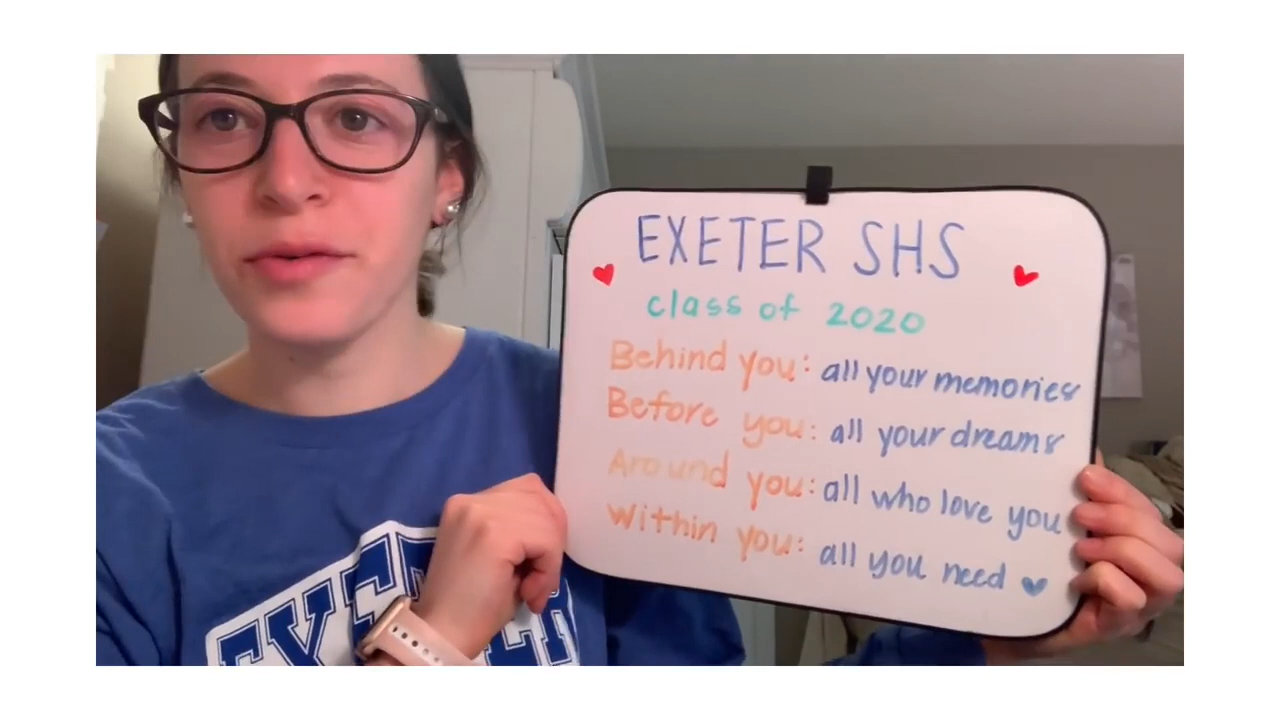 EXETER SHS
class of 2020
Behind you: all your memories
Before you: all your dreams
Around you: all who love you
Within you: all you need
EXETER